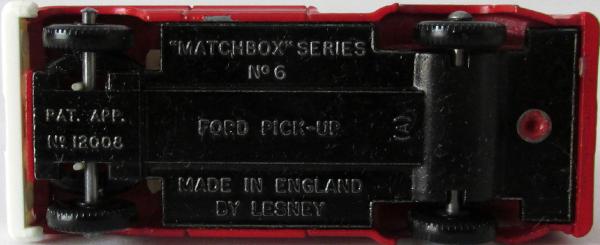 "MATCHBOX" SERIES
Nº 6
PAT. APP.
Nº 12008
FORD PICK-UP
(A)
MADE IN ENGLAND
BY LESNEY